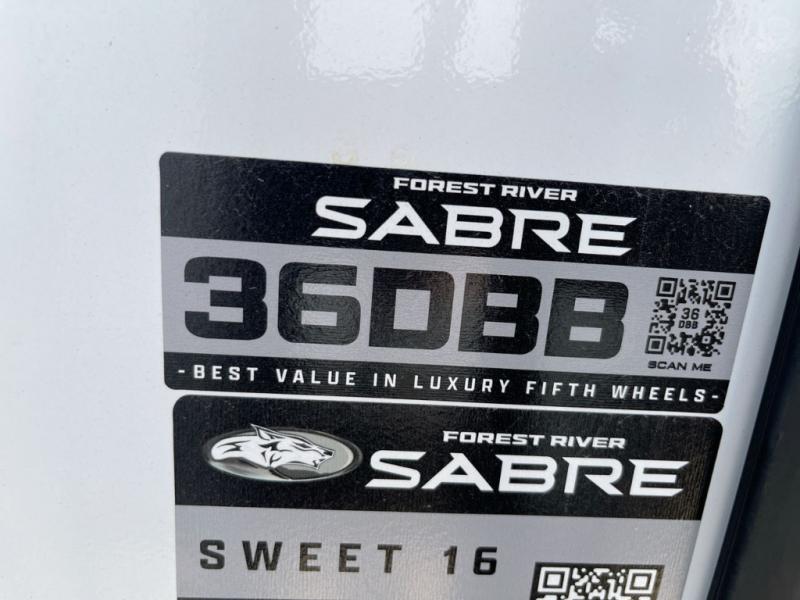 FOREST RIVER
SABRE
36DBB
36
DBB
SCAN ME
-BEST VALUE IN LUXURY FIFTH WHEELS-
FOREST RIVER
SABRE
SWEET 16